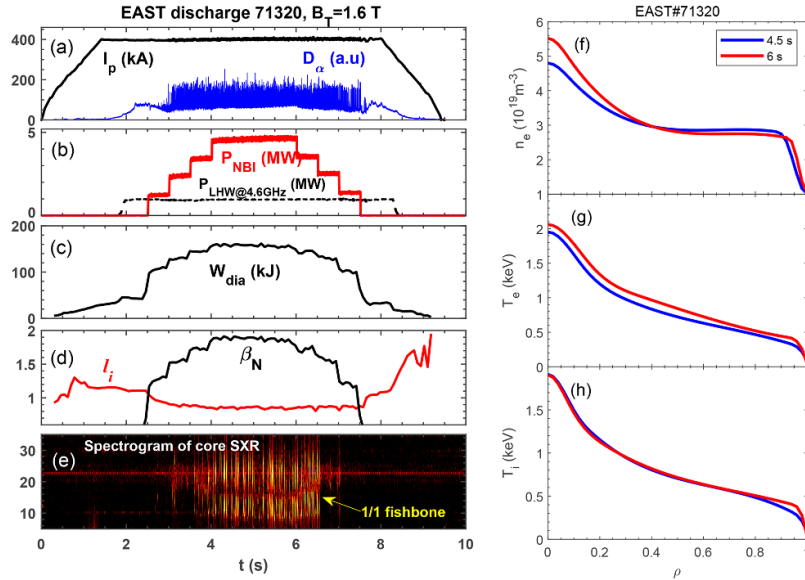 EAST discharge 71320, B_T=1.6 T
(a)
400
300
200
100
0
I_p (kA)
D_α (a.u)
(b)
5
0
P_NBI (MW)
P_LHW@4.6GHz (MW)
(c)
200
100
0
W_dia (kJ)
(d)
2
1.5
1
l_i
β_N
(e)
Spectrogram of core SXR
30
20
10
1/1 fishbone
0 2 4 6 8 10
t (s)
EAST#71320
(f)
4.5 s
6 s
n_e (10^19 m^-3)
6
5
4
3
2
1
(g)
T_e (keV)
2
1.5
1
0.5
0
(h)
T_i (keV)
1.5
1
0.5
0
0 0.2 0.4 0.6 0.8 1
ρ